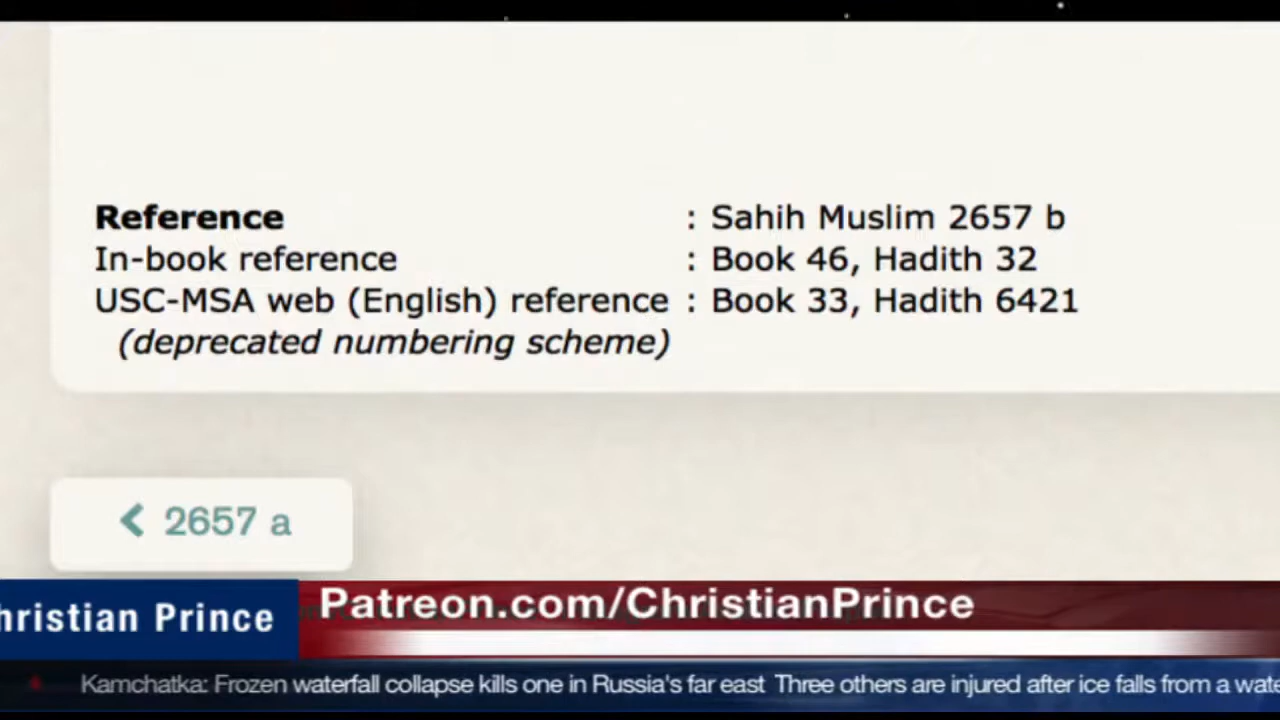 Reference : Sahih Muslim 2657 b
In-book reference : Book 46, Hadith 32
USC-MSA web (English) reference : Book 33, Hadith 6421
(deprecated numbering scheme)
2657 a
hristian Prince
Patreon.com/ChristianPrince
Kamchatka: Frozen waterfall collapse kills one in Russia's far east Three others are injured after ice falls from a wate